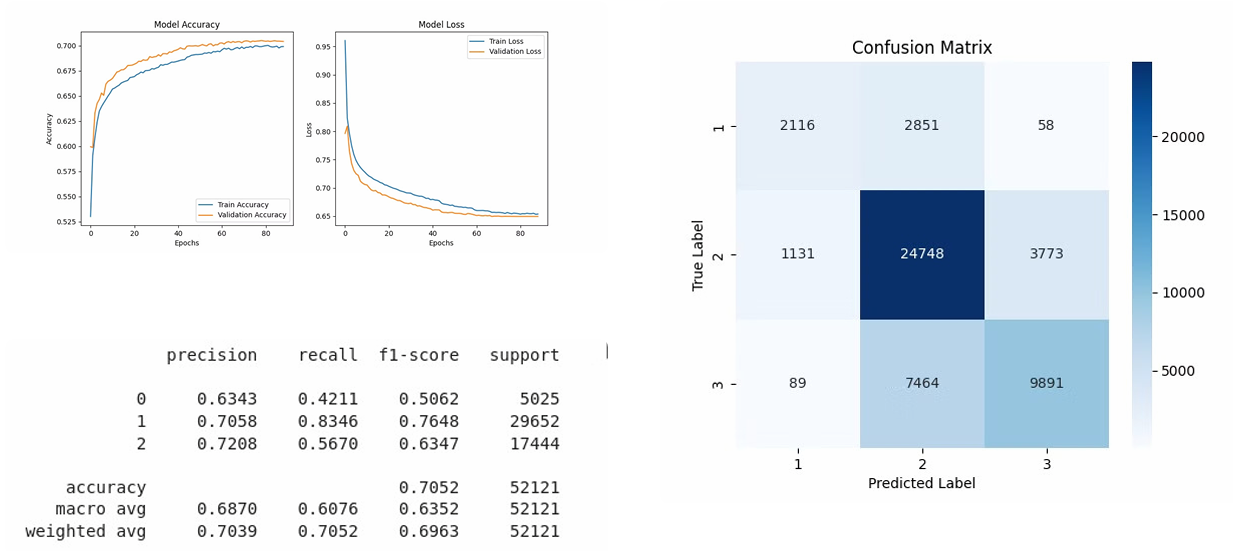 Model Accuracy
0.700
0.675
0.650
0.625
0.600
0.575
0.550
0.525
Accuracy
0 20 40 60 80
Epochs
Train Accuracy
Validation Accuracy
Model Loss
0.95
0.90
0.85
0.80
0.75
0.70
0.65
Loss
0 20 40 60 80
Epochs
Train Loss
Validation Loss
precision recall f1-score support
0 0.6343 0.4211 0.5062 5025
1 0.7058 0.8346 0.7648 29652
2 0.7208 0.5670 0.6347 17444
accuracy 0.7052 52121
macro avg 0.6870 0.6076 0.6352 52121
weighted avg 0.7039 0.7052 0.6963 52121
Confusion Matrix
True Label
1 2116 2851 58
2 1131 24748 3773
3 89 7464 9891
1 2 3
Predicted Label
20000
15000
10000
5000